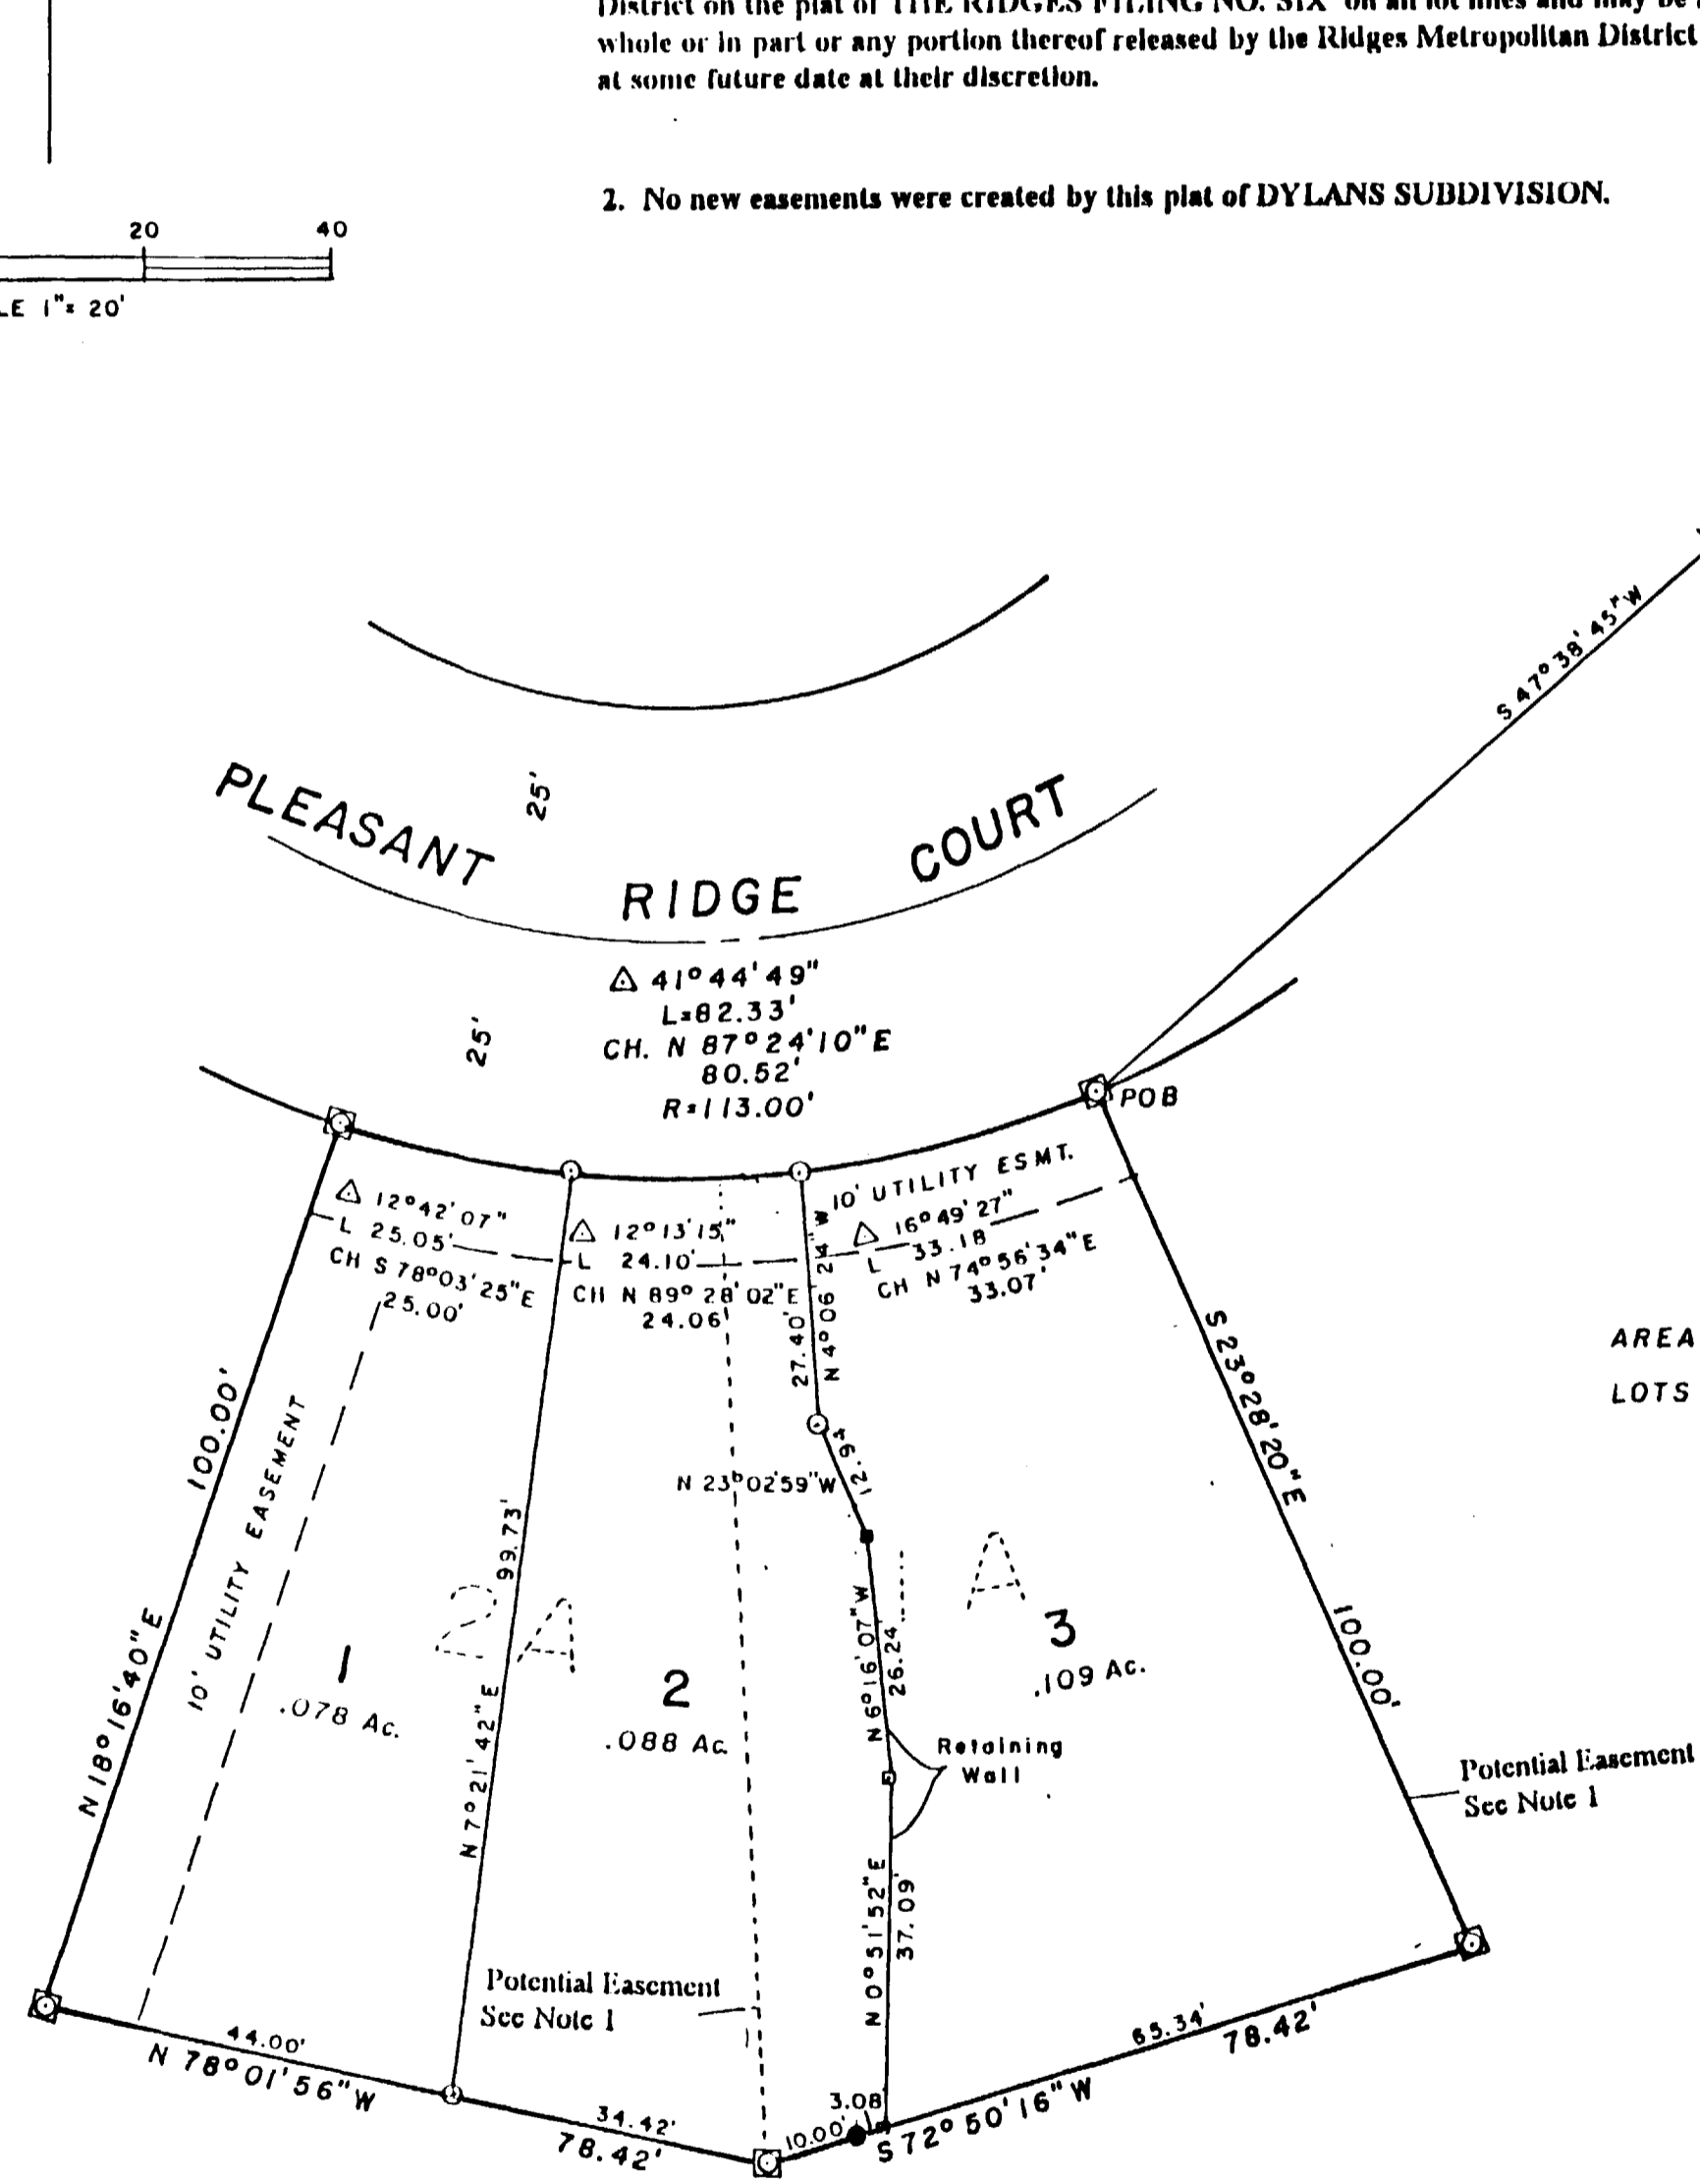 District on the plat of THE RIDGES FILING NO. SIX on all lot lines and may be
whole or in part or any portion thereof released by the Ridges Metropolitan District
at some future date at their discretion.
2. No new easements were created by this plat of DYLANS SUBDIVISION.
20 40
LE 1"= 20'
S 47° 38' 45" W
25'
PLEASANT RIDGE COURT
25'
△ 41° 44' 49"
L=82.33'
CH. N 87° 24' 10" E
80.52'
R=113.00'
POB
10' UTILITY ESMT.
△ 12° 42' 07"
L 25.05'
CH S 78° 03' 25" E
25.00'
△ 12° 13' 15"
L 24.10'
CH N 89° 28' 02" E
24.06'
△ 16° 49' 27"
L 33.18
CH N 74° 56' 34" E
33.07'
27.40'
N 4° 06' 24" W
AREA
LOTS
S 23° 28' 20" E
100.00'
100.00'
N 18° 16' 40" E
10' UTILITY EASEMENT
N 23° 02' 59" W
12.94
99.73'
N 7° 21' 42" E
2A
A
1
.078 Ac.
2
.088 Ac.
3
.109 Ac.
N 6° 16' 07" W
26.24
Retaining
Wall
Potential Easement
See Note 1
N 0° 51' 52" E
37.09'
Potential Easement
See Note 1
44.00'
N 78° 01' 56" W
34.42'
78.42'
10.00'
3.08
S 72° 50' 16" W
65.34'
78.42'